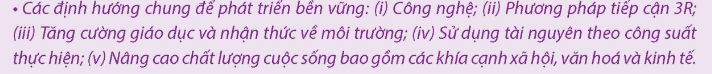 • Các định hướng chung để phát triển bền vững: (i) Công nghệ; (ii) Phương pháp tiếp cận 3R;
(iii) Tăng cường giáo dục và nhận thức về môi trường; (iv) Sử dụng tài nguyên theo công suất
thực hiện; (v) Nâng cao chất lượng cuộc sống bao gồm các khía cạnh xã hội, văn hoá và kinh tế.